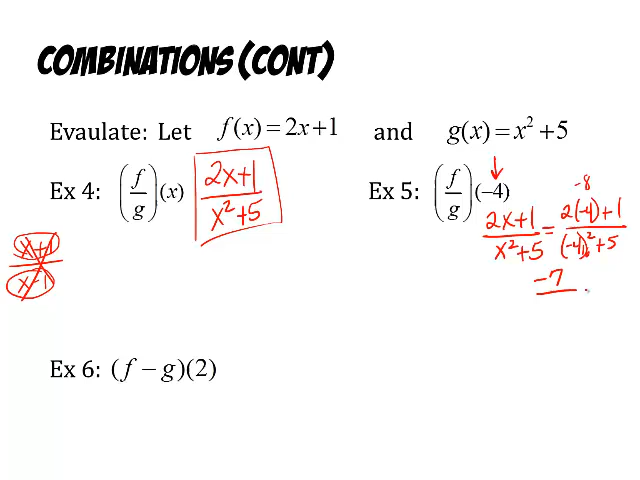 COMBINATIONS (CONT)
Evaulate: Let f(x) = 2x + 1 and g(x) = x² + 5
Ex 4: (f/g)(x) (2x+1)/(x²+5)
Ex 5: (f/g)(−4)
-8
(2x+1)/(x²+5) = (2(-4)+1)/((-4)²+5)
16
-7
(x+1)/(x-1)
Ex 6: (f − g)(2)